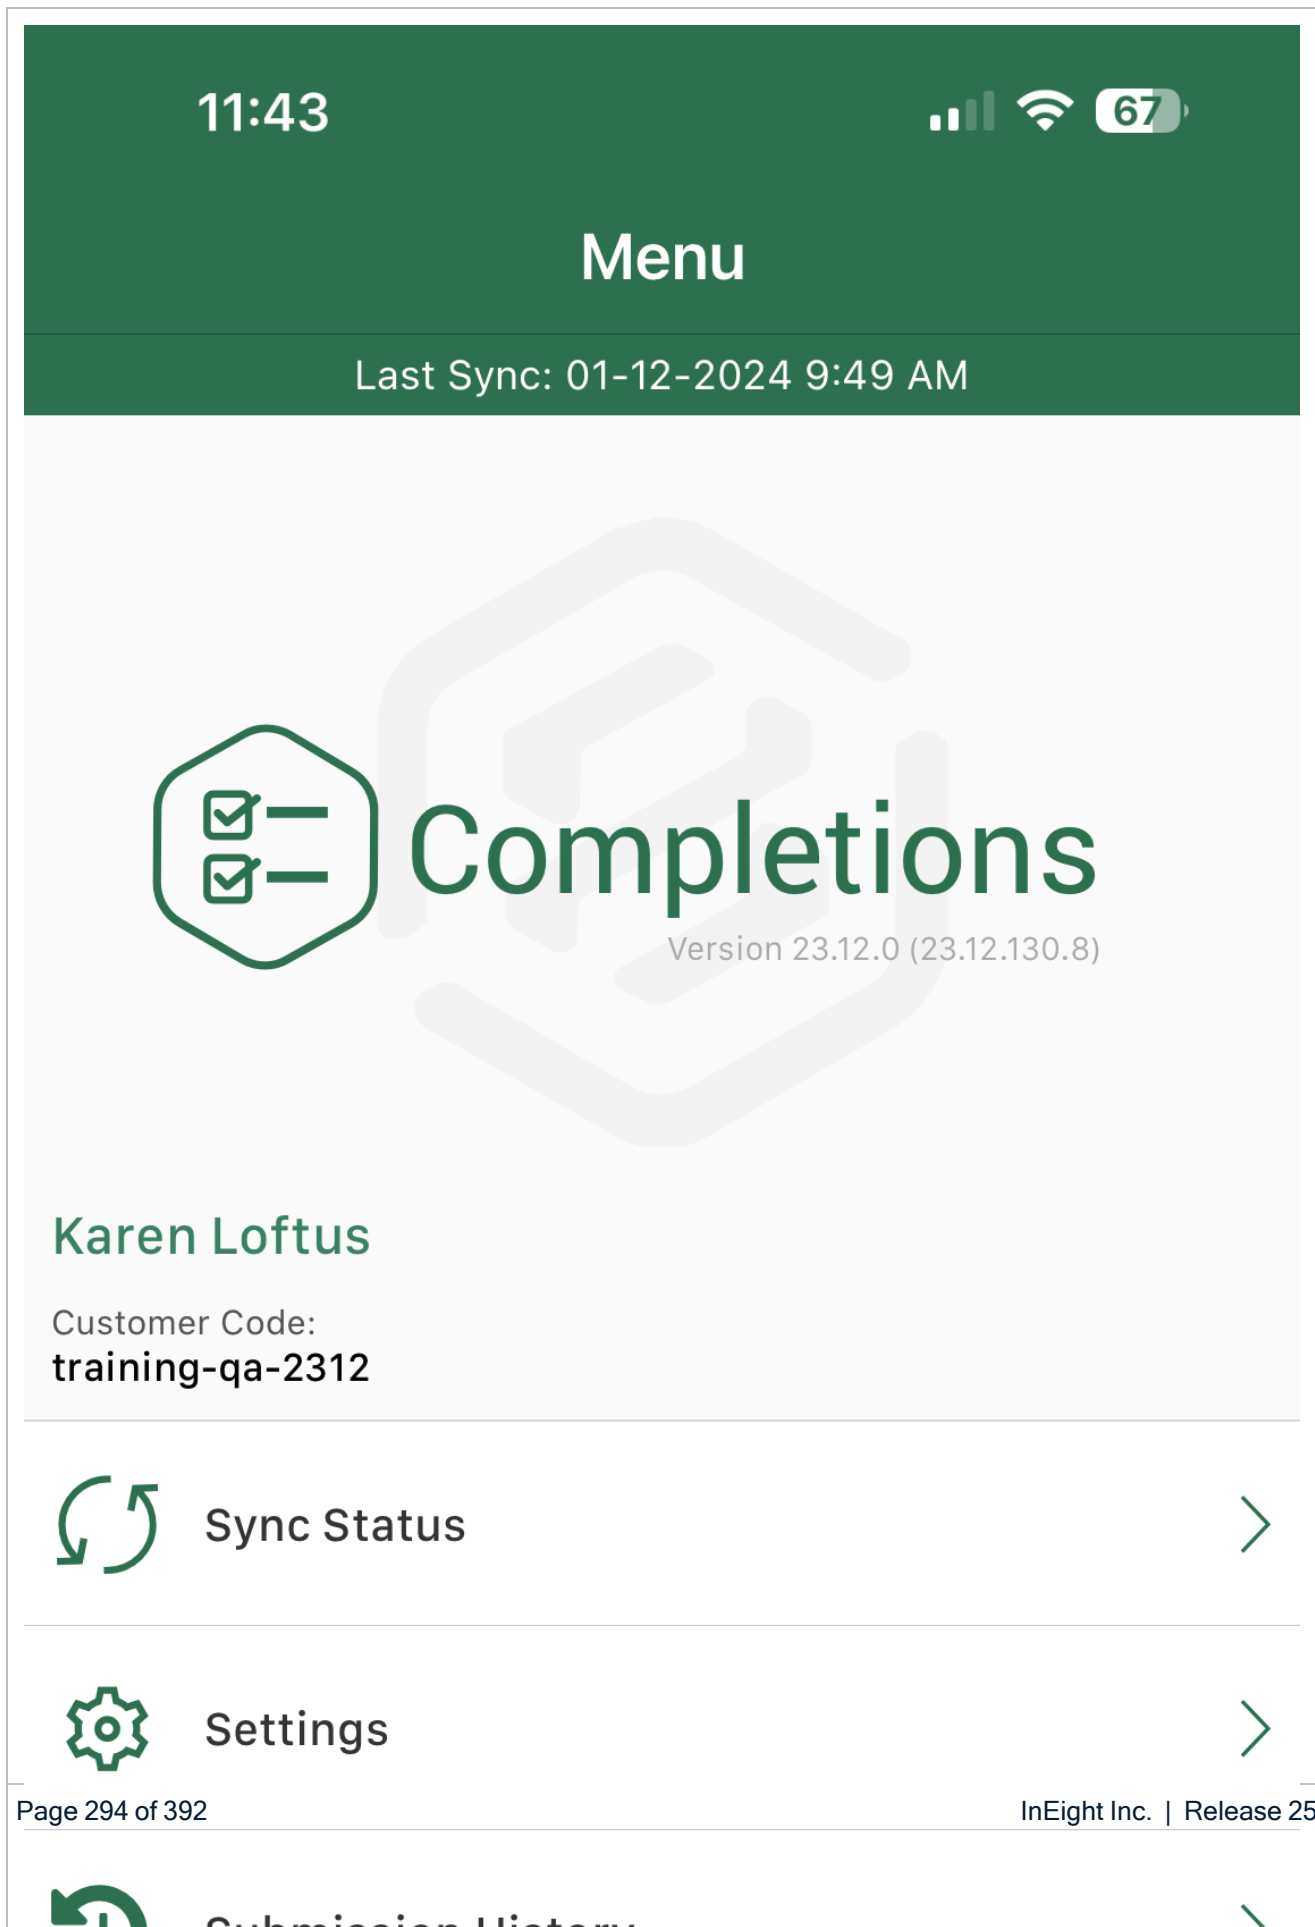 11:43
67
Menu
Last Sync: 01-12-2024 9:49 AM
Completions
Version 23.12.0 (23.12.130.8)
Karen Loftus
Customer Code:
training-qa-2312
Sync Status
Settings
Page 294 of 392
InEight Inc. | Release 25
Submission History